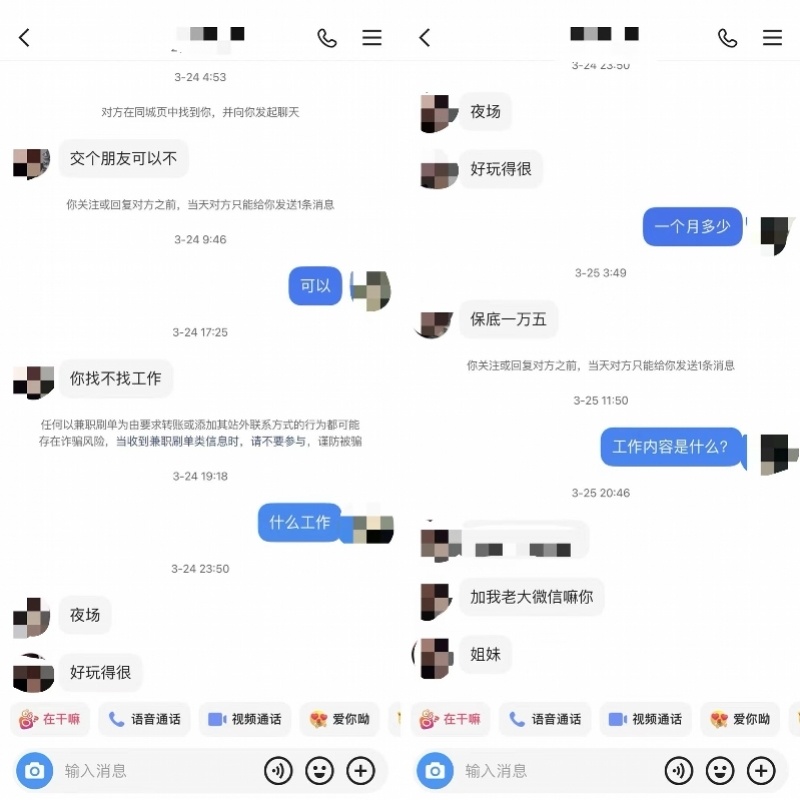 3-24 4:53
对方在同城页中找到你，并向你发起聊天
交个朋友可以不
你关注或回复对方之前，当天对方只能给你发送1条消息
3-24 9:46
可以
3-24 17:25
你找不找工作
任何以兼职刷单为由要求转账或添加其站外联系方式的行为都可能
存在诈骗风险，当收到兼职刷单类信息时，请不要参与，谨防被骗
3-24 19:18
什么工作
3-24 23:50
夜场
好玩得很
在干嘛
语音通话
视频通话
爱你呦
输入消息
3-24 23:50
夜场
好玩得很
一个月多少
3-25 3:49
保底一万五
你关注或回复对方之前，当天对方只能给你发送1条消息
3-25 11:50
工作内容是什么？
3-25 20:46
加我老大微信嘛你
姐妹
在干嘛
语音通话
视频通话
爱你呦
输入消息